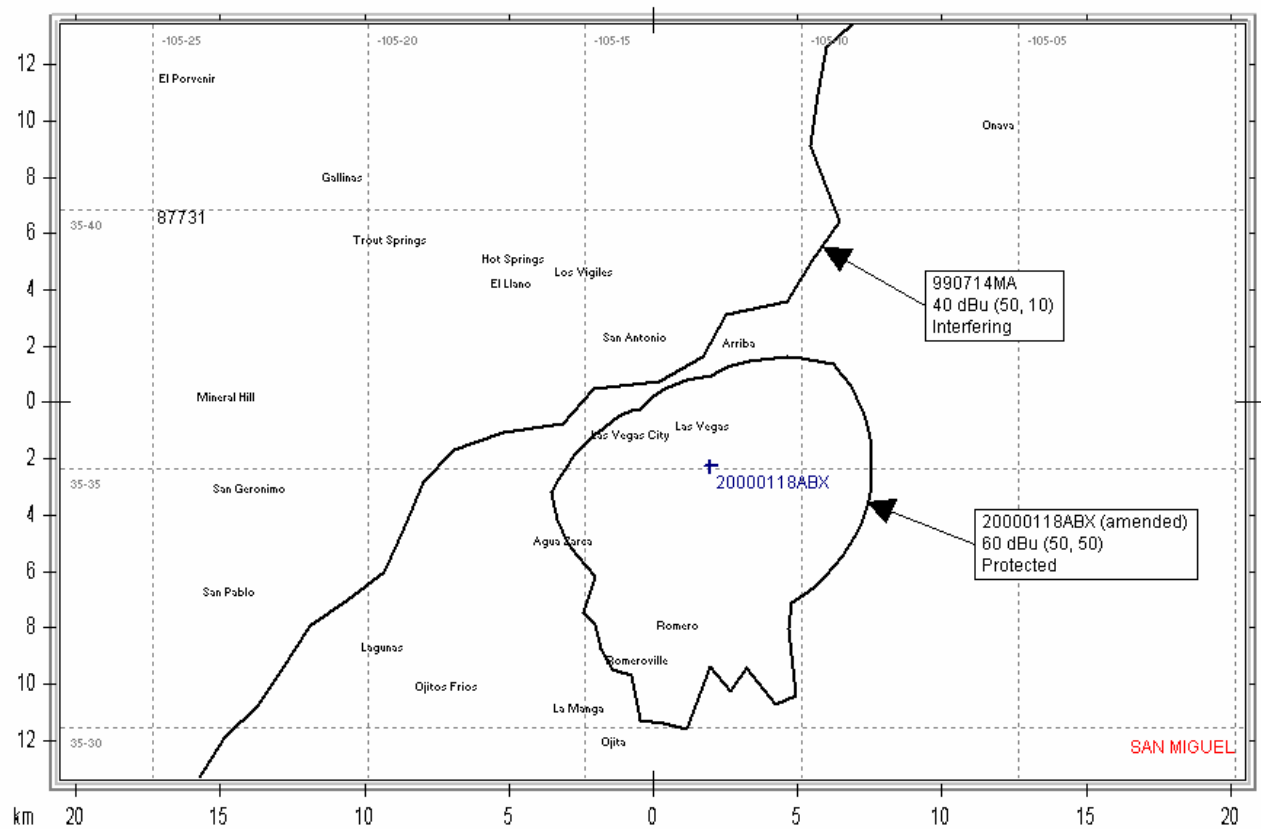 -105-25 -105-20 -105-15 -105-10 -105-05
12
El Porvenir
10
Onava
8
Gallinas
87731
35-40
6
Trout Springs
Hot Springs
Los Vigiles
4
El Llano
990714MA
40 dBu (50, 10)
Interfering
2
San Antonio
Arriba
0
Mineral Hill
Las Vegas
Las Vegas City
2
35-35
20000118ABX
San Geronimo
4
20000118ABX (amended)
60 dBu (50, 50)
Protected
Agua Zarca
6
San Pablo
8
Romero
Lagunas
Romeroville
10
Ojitos Frios
La Manga
12
35-30
Ojita
SAN MIGUEL
km 20 15 10 5 0 5 10 15 20